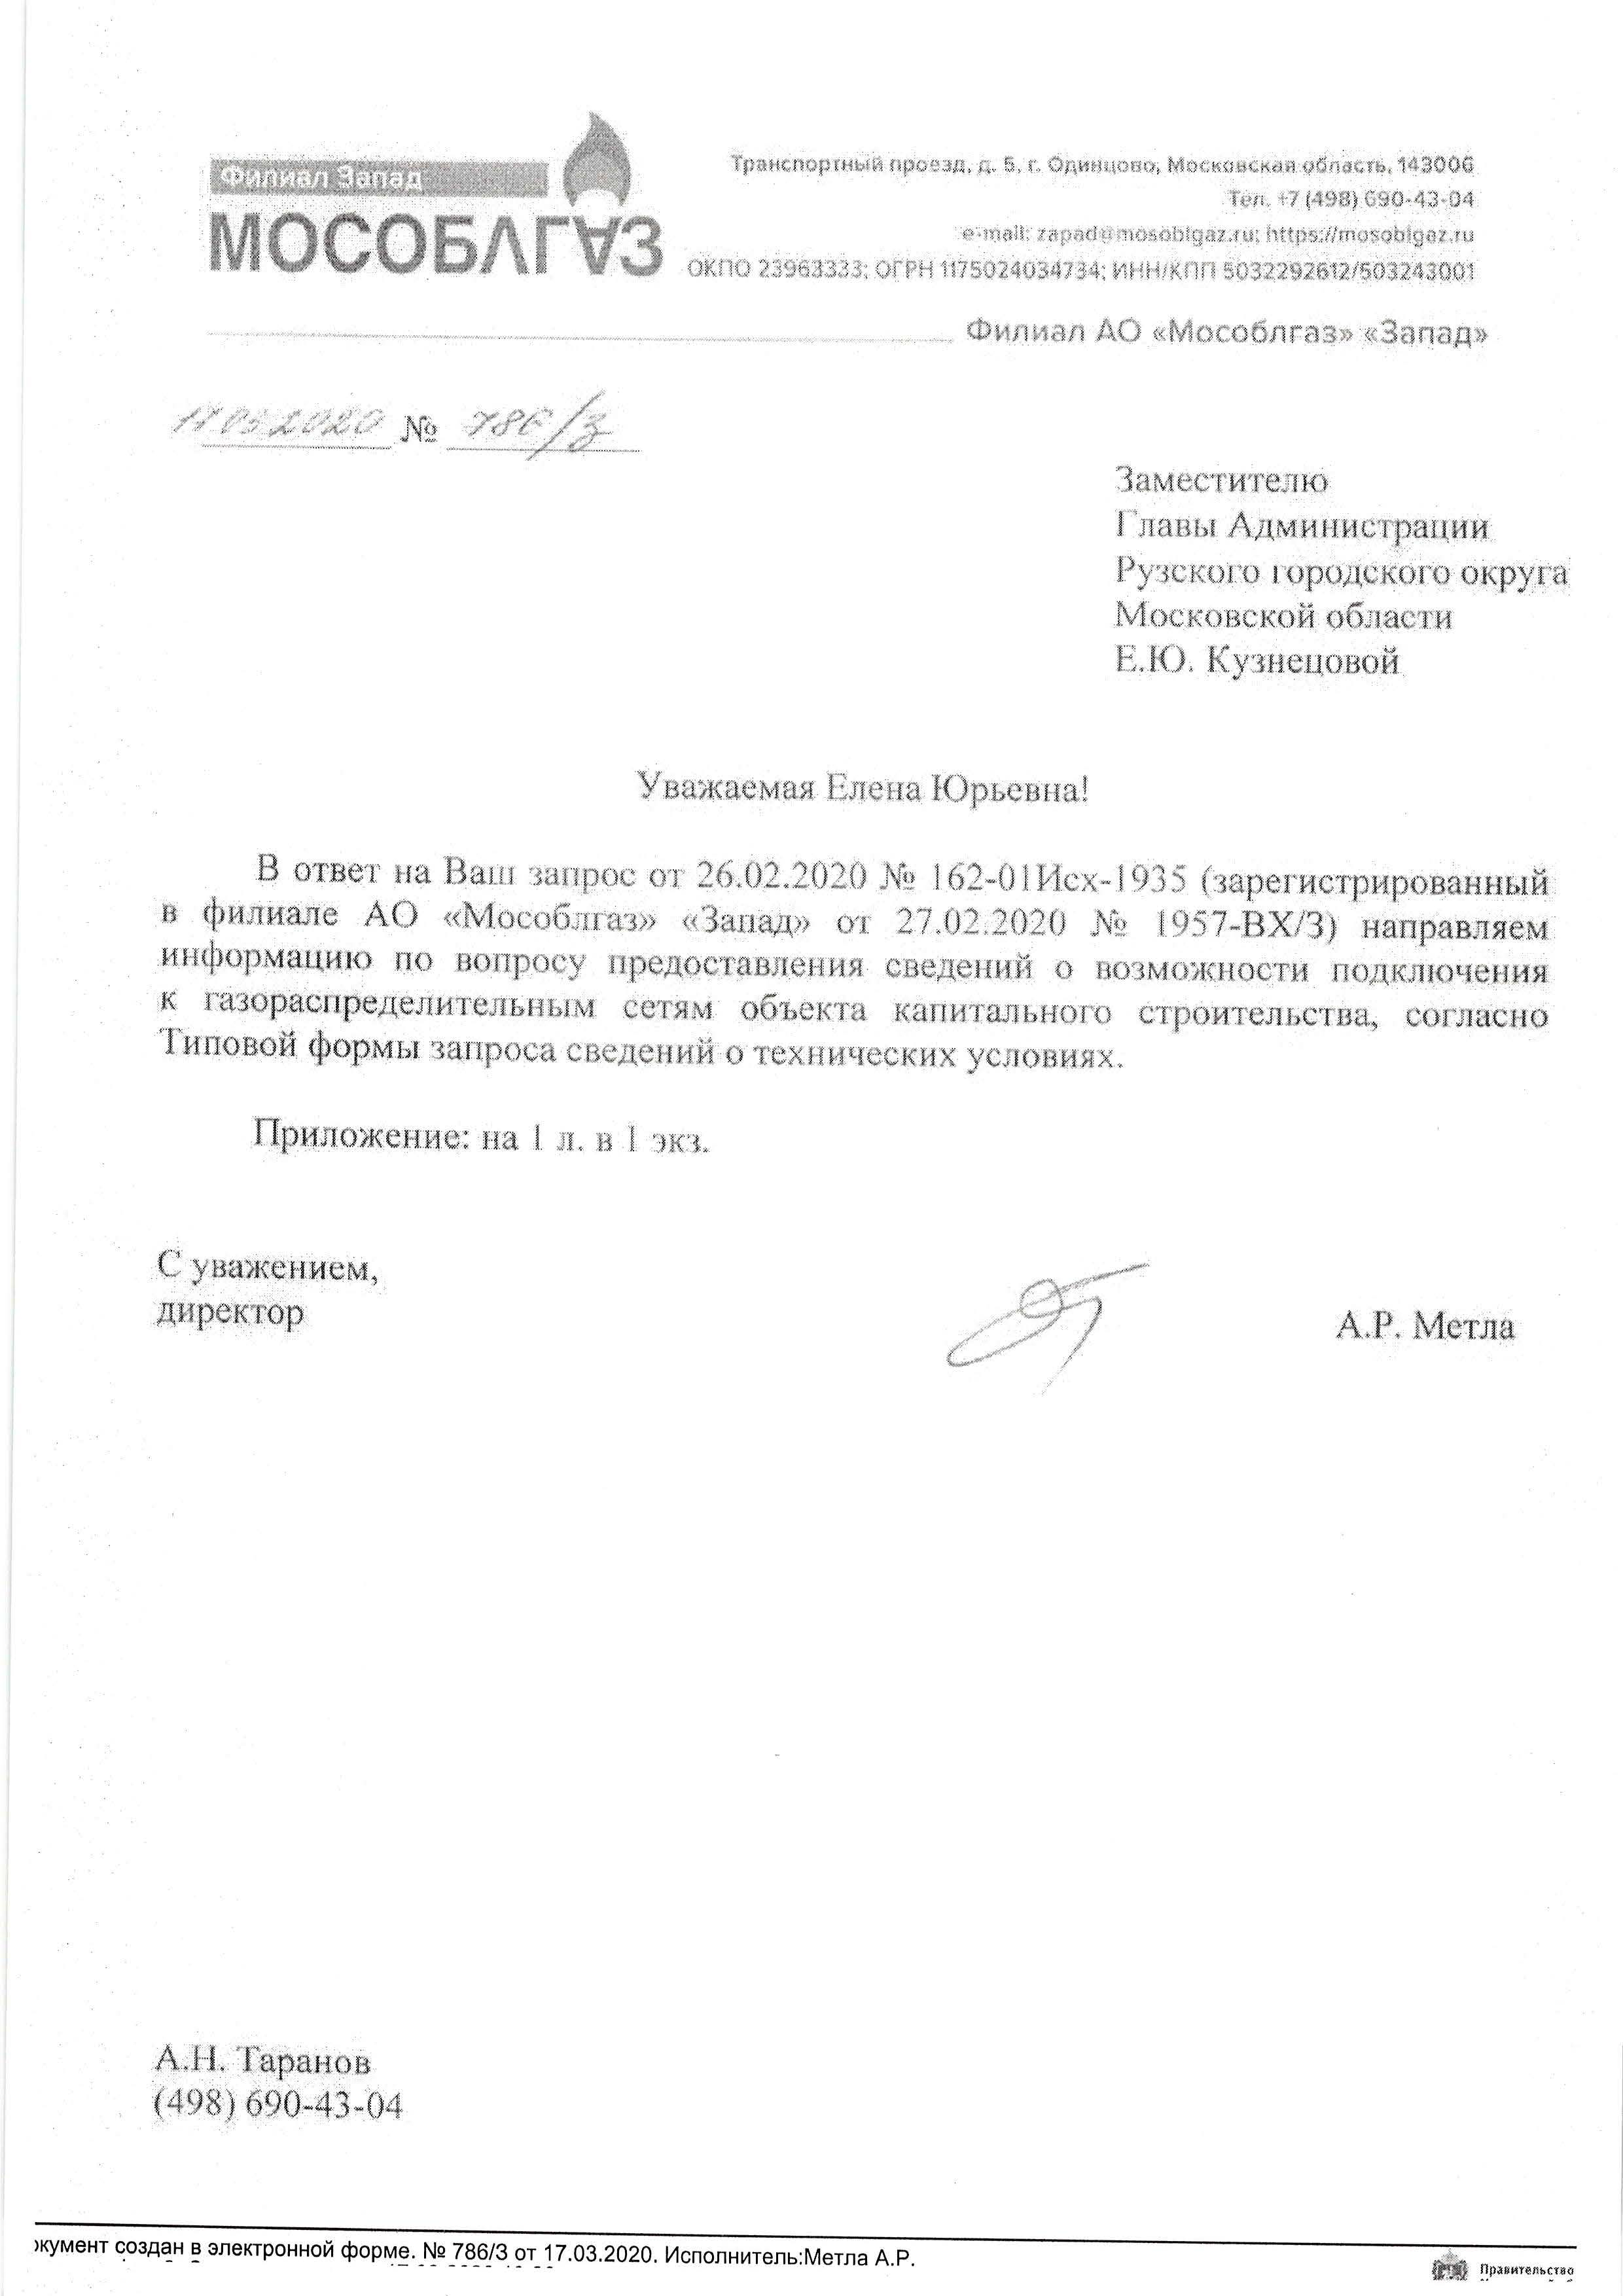 Филиал Запад
МОСОБЛГАЗ
Транспортный проезд, д. 5, г. Одинцово, Московская область, 143006
Тел. +7 (498) 690-43-04
e-mail: zapad@mosoblgaz.ru; https://mosoblgaz.ru
ОКПО 23963333; ОГРН 1175024034734; ИНН/КПП 5032292612/503243001
Филиал АО «Мособлгаз» «Запад»
17.03.2020 № 786/З
Заместителю
Главы Администрации
Рузского городского округа
Московской области
Е.Ю. Кузнецовой
Уважаемая Елена Юрьевна!
В ответ на Ваш запрос от 26.02.2020 № 162-01Исх-1935 (зарегистрированный
в филиале АО «Мособлгаз» «Запад» от 27.02.2020 № 1957-ВХ/З) направляем
информацию по вопросу предоставления сведений о возможности подключения
к газораспределительным сетям объекта капитального строительства, согласно
Типовой формы запроса сведений о технических условиях.
Приложение: на 1 л. в 1 экз.
С уважением,
директор
А.Р. Метла
А.Н. Таранов
(498) 690-43-04
окумент создан в электронной форме. № 786/З от 17.03.2020. Исполнитель:Метла А.Р.
Правительство